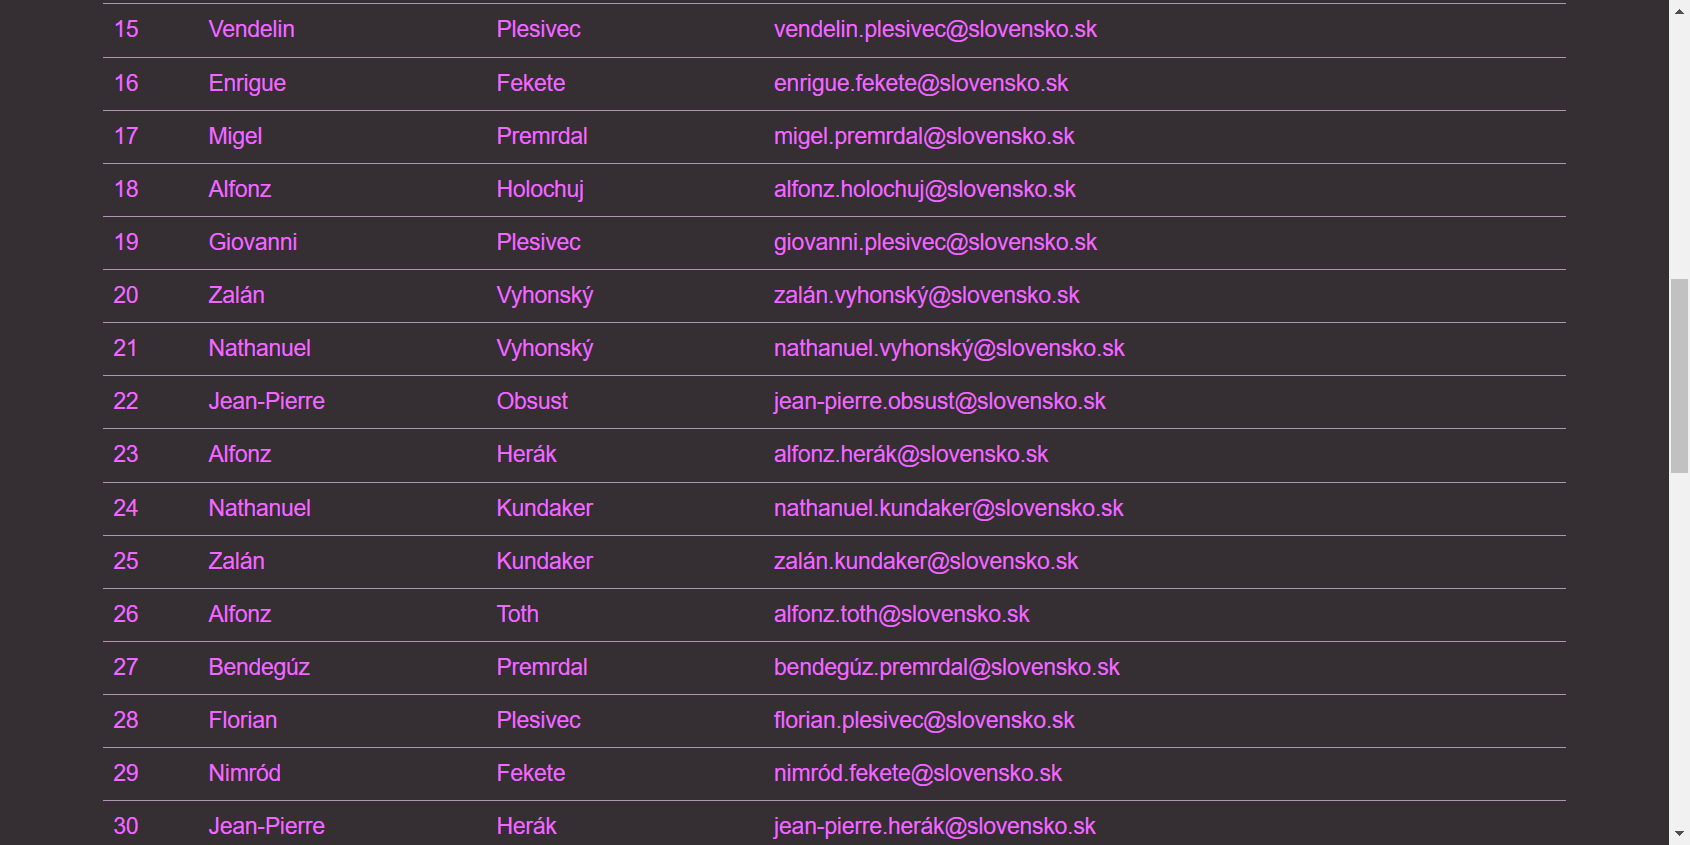 15 Vendelin Plesivec vendelin.plesivec@slovensko.sk
16 Enrigue Fekete enrigue.fekete@slovensko.sk
17 Migel Premrdal migel.premrdal@slovensko.sk
18 Alfonz Holochuj alfonz.holochuj@slovensko.sk
19 Giovanni Plesivec giovanni.plesivec@slovensko.sk
20 Zalán Vyhonský zalán.vyhonský@slovensko.sk
21 Nathanuel Vyhonský nathanuel.vyhonský@slovensko.sk
22 Jean-Pierre Obsust jean-pierre.obsust@slovensko.sk
23 Alfonz Herák alfonz.herák@slovensko.sk
24 Nathanuel Kundaker nathanuel.kundaker@slovensko.sk
25 Zalán Kundaker zalán.kundaker@slovensko.sk
26 Alfonz Toth alfonz.toth@slovensko.sk
27 Bendegúz Premrdal bendegúz.premrdal@slovensko.sk
28 Florian Plesivec florian.plesivec@slovensko.sk
29 Nimród Fekete nimród.fekete@slovensko.sk
30 Jean-Pierre Herák jean-pierre.herák@slovensko.sk